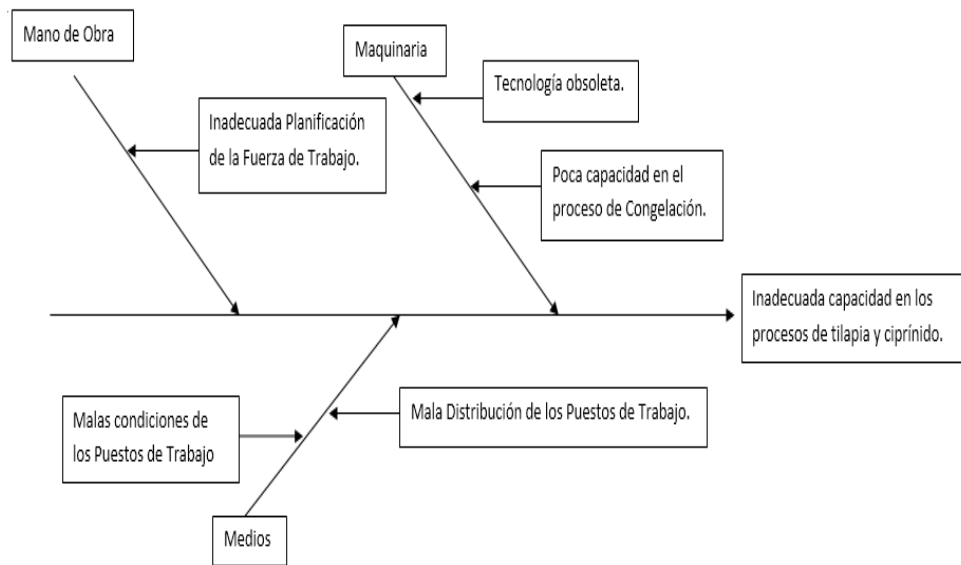 Mano de Obra
Maquinaria
Tecnología obsoleta.
Inadecuada Planificación
de la Fuerza de Trabajo.
Poca capacidad en el
proceso de Congelación.
Inadecuada capacidad en los
procesos de tilapia y ciprínido.
Malas condiciones de
los Puestos de Trabajo
Mala Distribución de los Puestos de Trabajo.
Medios